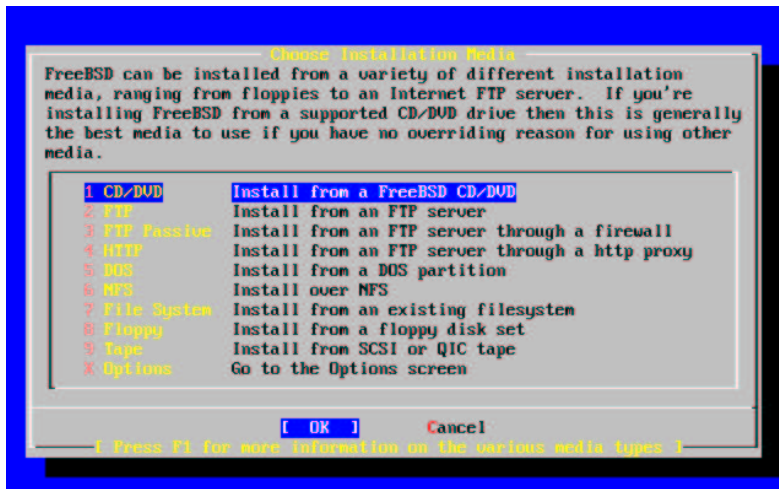 Choose Installation Media
FreeBSD can be installed from a variety of different installation
media, ranging from floppies to an Internet FTP server.  If you're
installing FreeBSD from a supported CD/DVD drive then this is generally
the best media to use if you have no overriding reason for using other
media.
1 CD/DVD Install from a FreeBSD CD/DVD
2 FTP Install from an FTP server
3 FTP Passive Install from an FTP server through a firewall
4 HTTP Install from an FTP server through a http proxy
5 DOS Install from a DOS partition
6 NFS Install over NFS
7 File System Install from an existing filesystem
8 Floppy Install from a floppy disk set
9 Tape Install from SCSI or QIC tape
X Options Go to the Options screen
[ OK ] Cancel
[ Press F1 for more information on the various media types ]